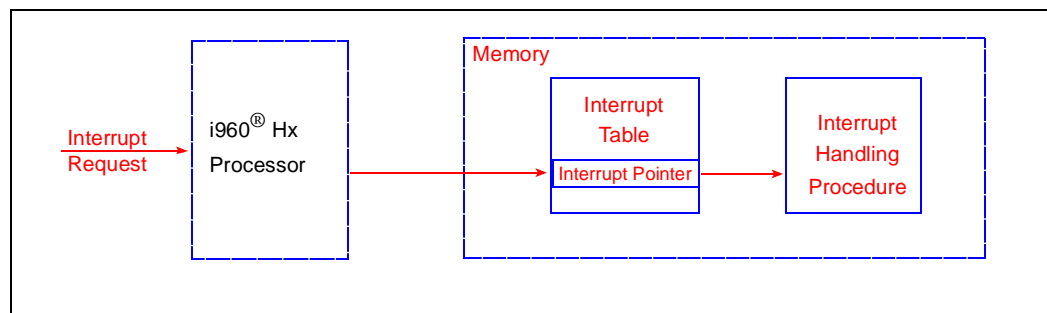 Interrupt
Request
i960® Hx
Processor
Memory
Interrupt
Table
Interrupt Pointer
Interrupt
Handling
Procedure